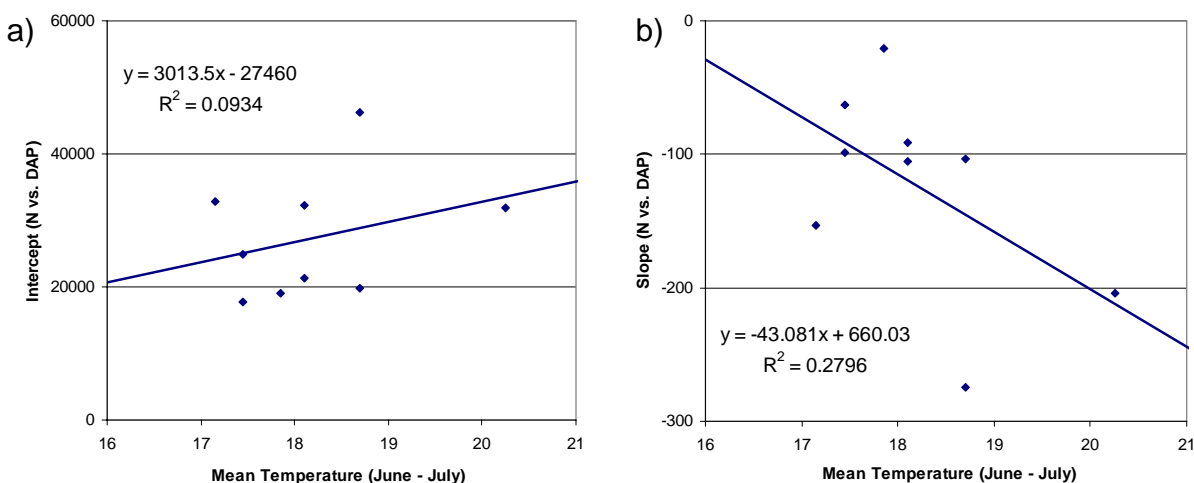 a)
60000
40000
20000
0
y = 3013.5x - 27460
R² = 0.0934
Intercept (N vs. DAP)
16 17 18 19 20 21
Mean Temperature (June - July)
b)
0
-100
-200
-300
y = -43.081x + 660.03
R² = 0.2796
Slope (N vs. DAP)
16 17 18 19 20 21
Mean Temperature (June - July)